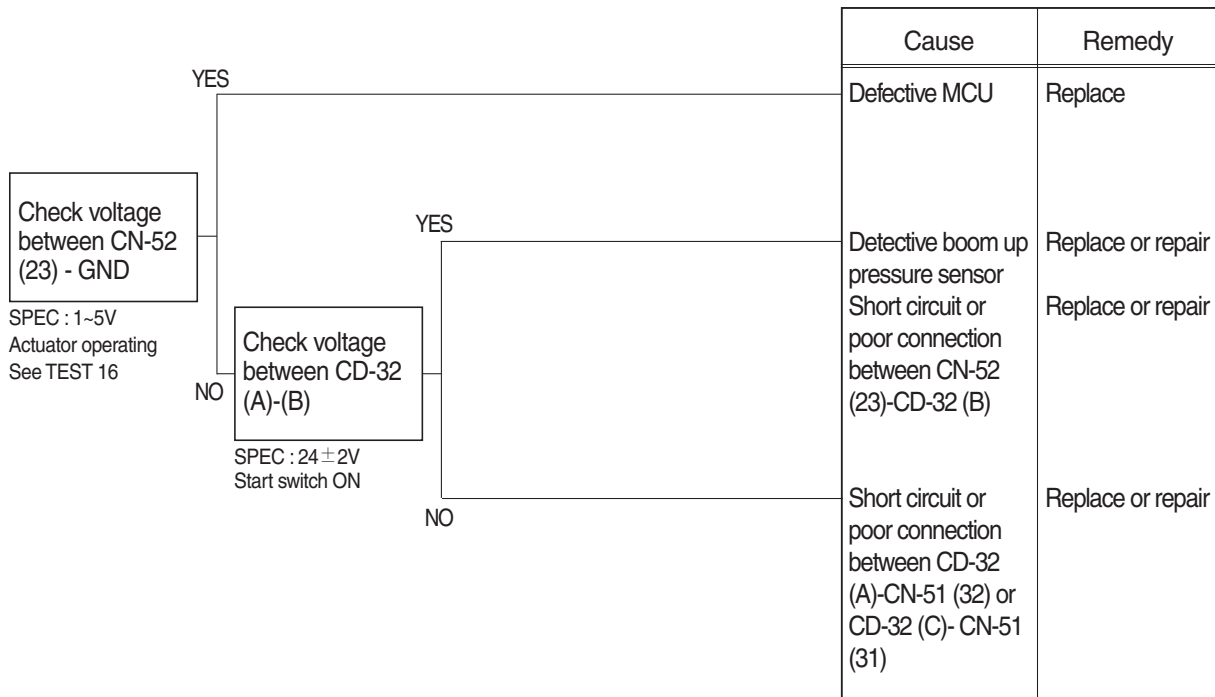 Cause
Remedy
YES
Defective MCU
Replace
Check voltage
between CN-52
(23) - GND
SPEC : 1~5V
Actuator operating
See TEST 16
YES
Detective boom up
pressure sensor
Replace or repair
Short circuit or
poor connection
between CN-52
(23)-CD-32 (B)
Replace or repair
NO
Check voltage
between CD-32
(A)-(B)
SPEC : 24±2V
Start switch ON
NO
Short circuit or
poor connection
between CD-32
(A)-CN-51 (32) or
CD-32 (C)- CN-51
(31)
Replace or repair